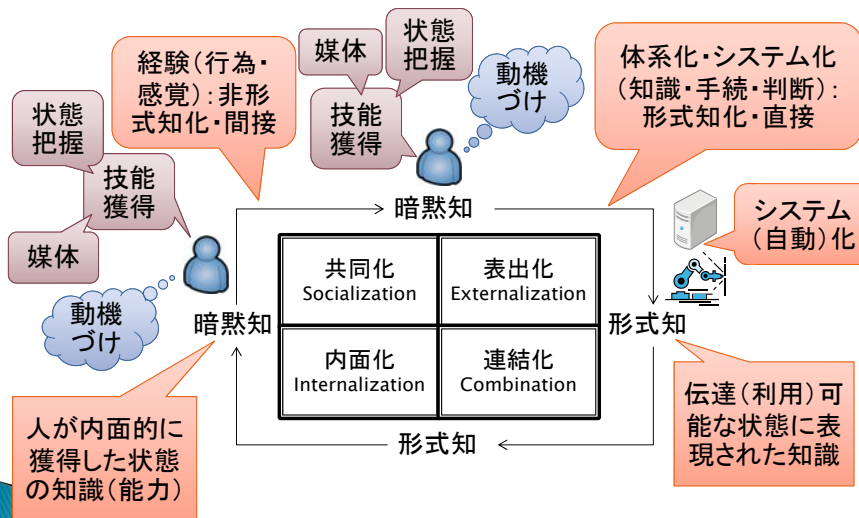 経験(行為・
感覚):非形
式知化・間接
媒体
状態
把握
技能
獲得
動機
づけ
体系化・システム化
(知識・手続・判断):
形式知化・直接
状態
把握
技能
獲得
媒体
動機
づけ
システム
(自動)化
暗黙知
共同化
Socialization
表出化
Externalization
暗黙知
形式知
内面化
Internalization
連結化
Combination
形式知
人が内面的に
獲得した状態
の知識(能力)
伝達(利用)可
能な状態に表
現された知識